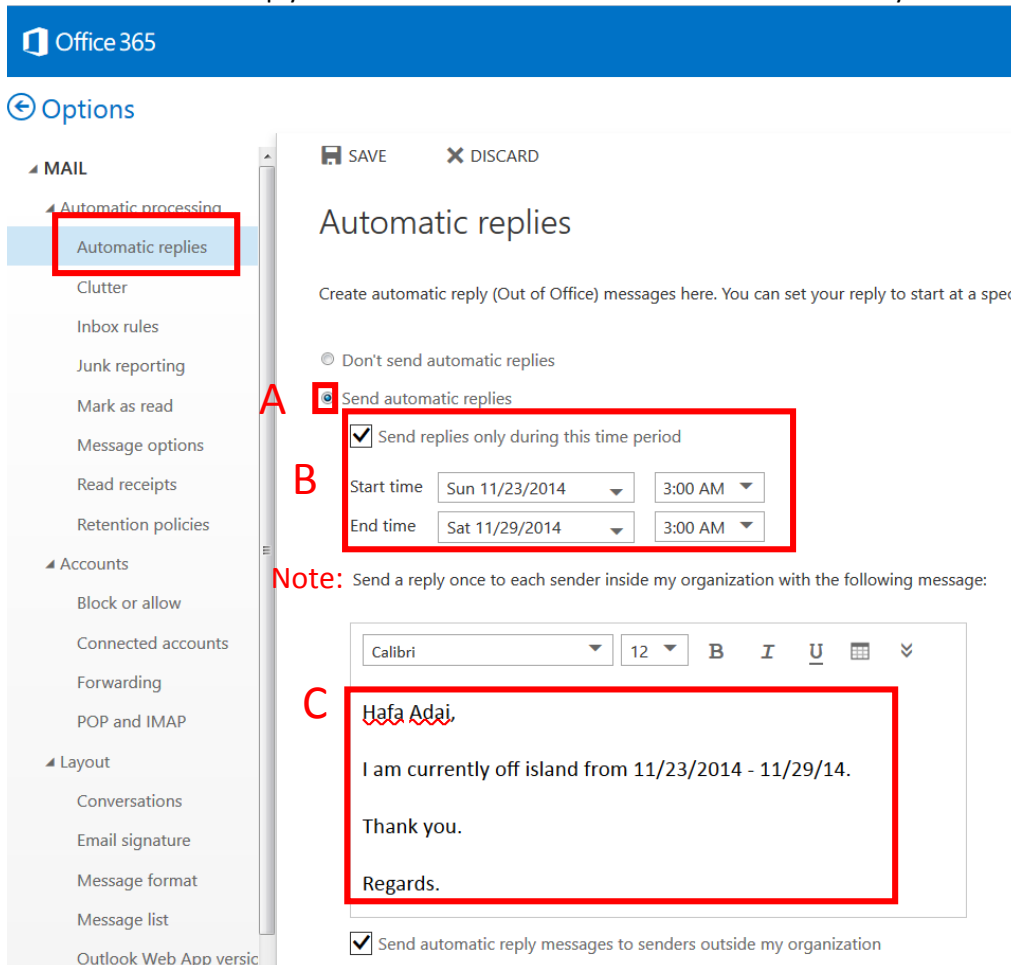 Office 365
Options
MAIL
Automatic processing
Automatic replies
Clutter
Inbox rules
Junk reporting
Mark as read
Message options
Read receipts
Retention policies
Accounts
Block or allow
Connected accounts
Forwarding
POP and IMAP
Layout
Conversations
Email signature
Message format
Message list
Outlook Web App versic
SAVE DISCARD
Automatic replies
Create automatic reply (Out of Office) messages here. You can set your reply to start at a spec
Don't send automatic replies
A Send automatic replies
Send replies only during this time period
B
Start time Sun 11/23/2014 3:00 AM
End time Sat 11/29/2014 3:00 AM
Note: Send a reply once to each sender inside my organization with the following message:
Calibri 12 B I U
C
Hafa Adai,
I am currently off island from 11/23/2014 - 11/29/14.
Thank you.
Regards.
Send automatic reply messages to senders outside my organization